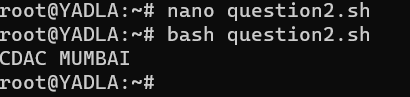 root@YADLA:~# nano question2.sh
root@YADLA:~# bash question2.sh
CDAC MUMBAI
root@YADLA:~#